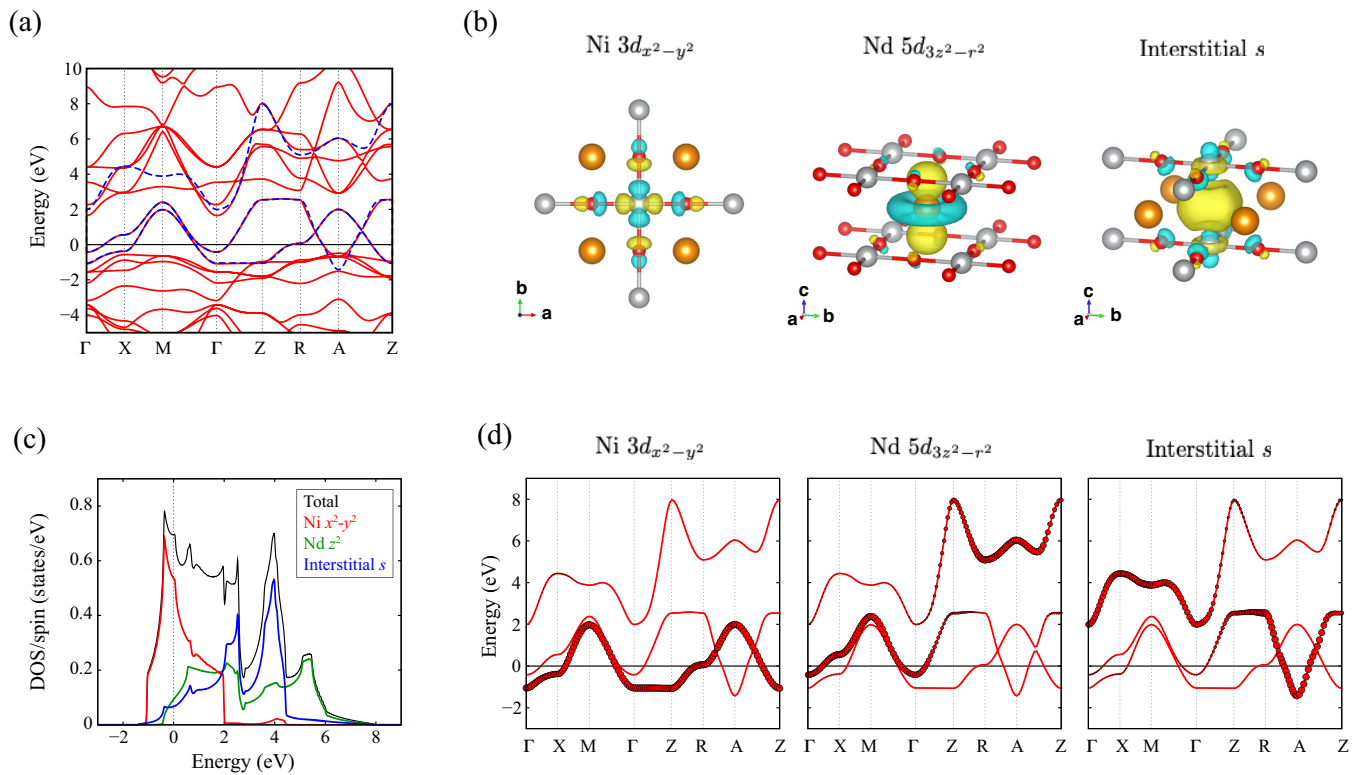 (a)
10
8
6
4
2
0
−2
−4
Energy (eV)
Γ X M Γ Z R A Z
(b)
Ni 3d_{x²−y²} Nd 5d_{3z²−r²} Interstitial s
b
a
c
a b
c
a b
(c)
0.8
0.6
0.4
0.2
0
DOS/spin (states/eV)
Total
Ni x²-y²
Nd z²
Interstitial s
−2 0 2 4 6 8
Energy (eV)
(d)
Ni 3d_{x²−y²} Nd 5d_{3z²−r²} Interstitial s
8
6
4
2
0
−2
Energy (eV)
Γ X M Γ Z R A Z
Γ X M Γ Z R A Z
Γ X M Γ Z R A Z